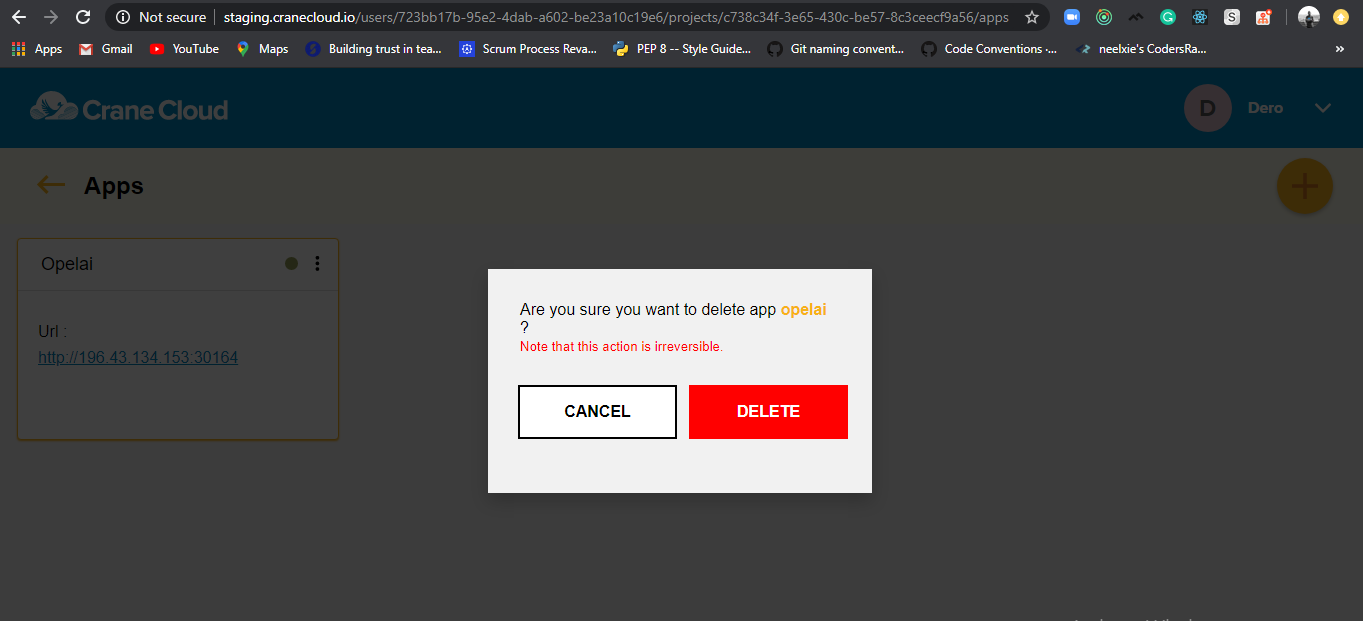 Not secure staging.cranecloud.io/users/723bb17b-95e2-4dab-a602-be23a10c19e6/projects/c738c34f-3e65-430c-be57-8c3ceecf9a56/apps
Apps Gmail YouTube Maps Building trust in tea... Scrum Process Reva... PEP 8 -- Style Guide... Git naming convent... Code Conventions ·... neelxie's CodersRa... »
Crane Cloud D Dero
Apps
Opelai
Url :
http://196.43.134.153:30164
Are you sure you want to delete app opelai
?
Note that this action is irreversible.
CANCEL DELETE